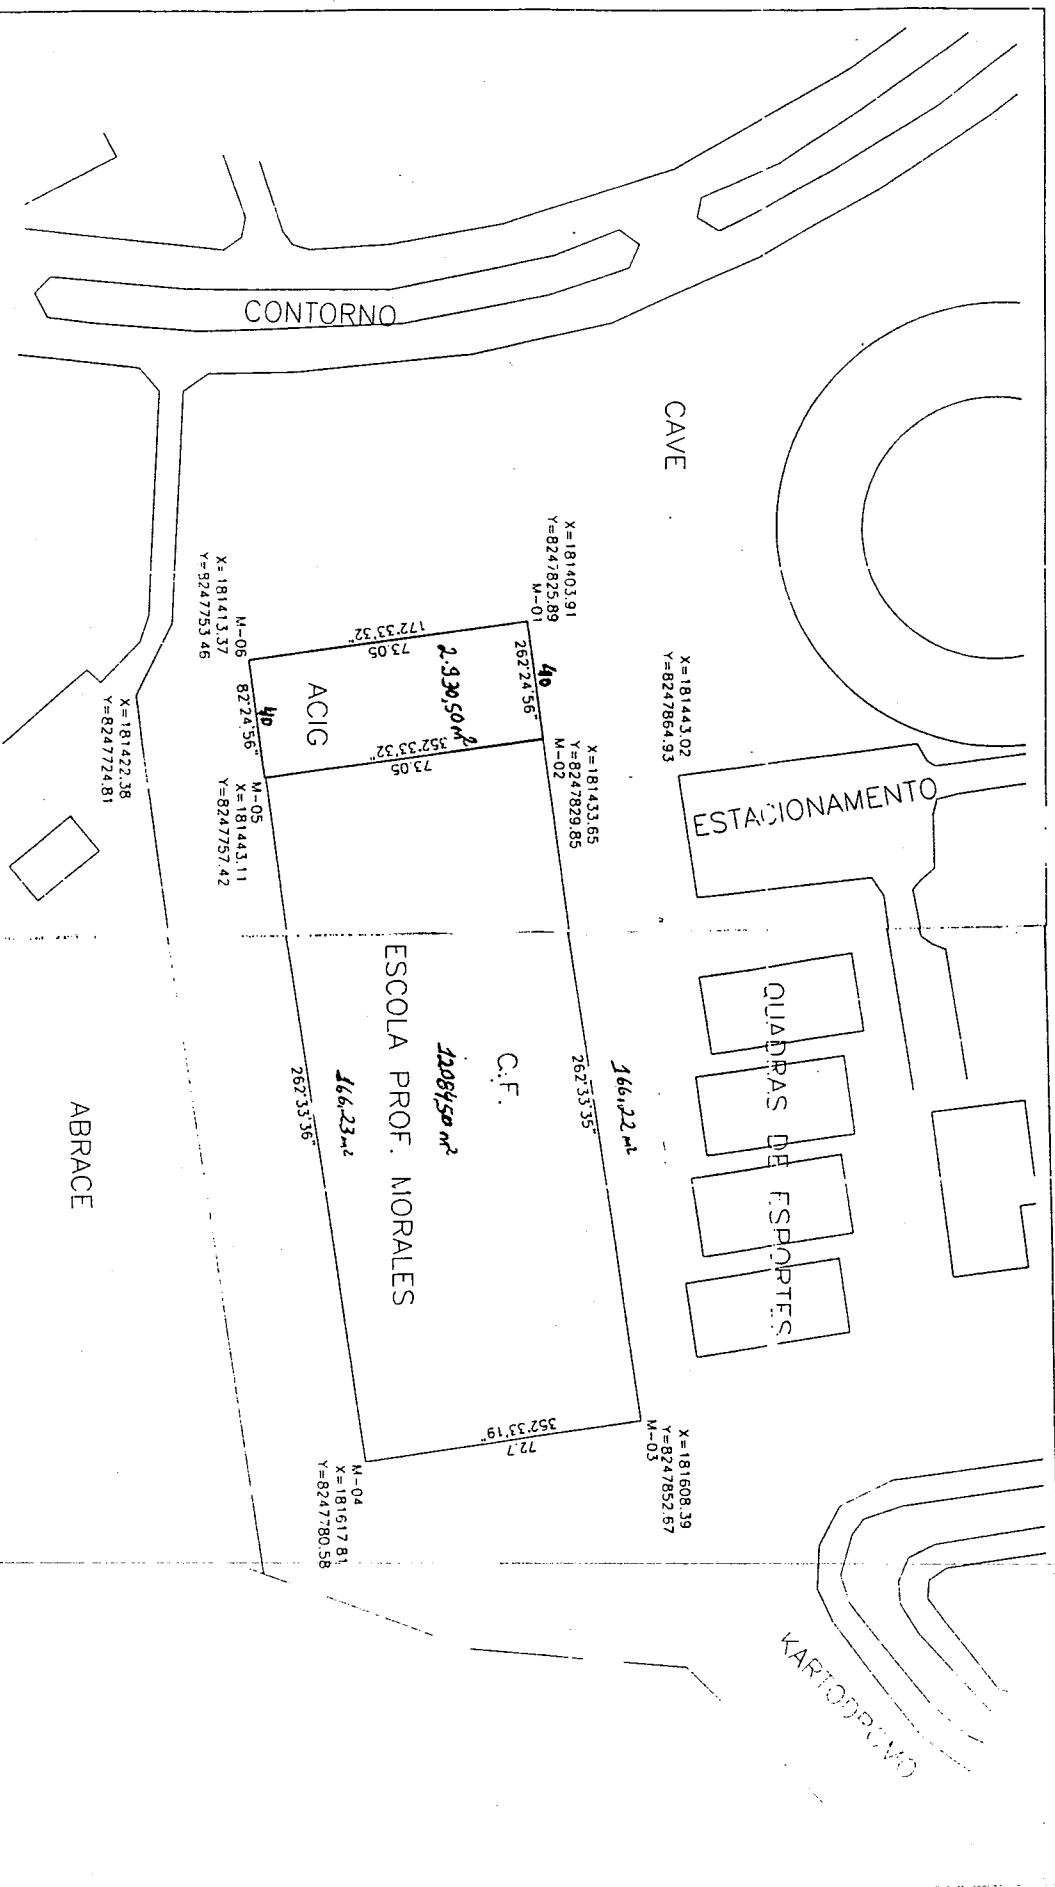 CONTORNO
CAVE
X=181403.91
Y=8247825.89
M-01
40
262°24'56"
172°33'32"
73.05
2.930,50 m²
ACIG
352°33'32"
73.05
M-06
X=181413.37
Y=8247753.46
40
82°24'56"
M-05
X=181443.11
Y=8247757.42
X=181433.65
Y=8247829.85
M-02
X=181443.02
Y=8247864.93
ESTACIONAMENTO
X=181422.38
Y=8247724.81
QUADRAS DE ESPORTES
166,22 m²
262°33'35"
C.F.
12084,50 m²
ESCOLA PROF. MORALES
166,23 m²
262°33'36"
ABRACE
X=181608.39
Y=8247852.67
M-03
352°33'19"
72.7
M-04
X=181617.81
Y=8247780.58
KARTODROMO